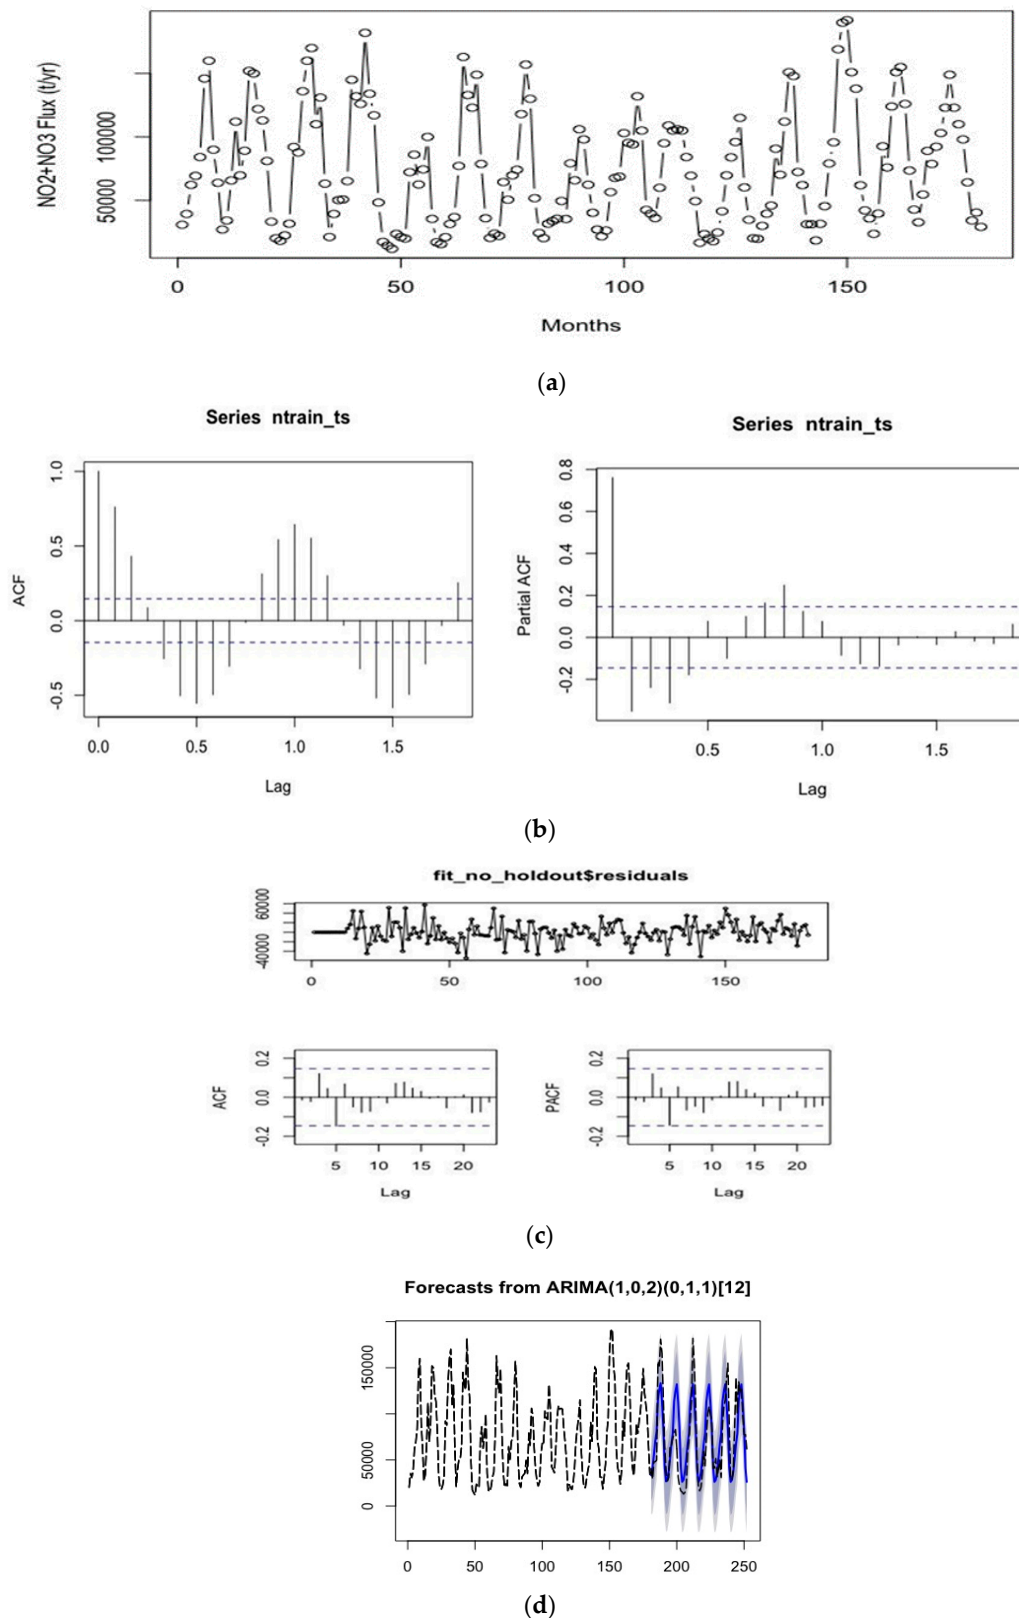 NO2+NO3 Flux (t/yr)
50000 100000
0 50 100 150
Months
(a)
Series ntrain_ts
Series ntrain_ts
ACF
-0.5 0.0 0.5 1.0
0.0 0.5 1.0 1.5
Lag
Partial ACF
-0.2 0.0 0.2 0.4 0.6 0.8
0.5 1.0 1.5
Lag
(b)
fit_no_holdout$residuals
-40000 60000
0 50 100 150
ACF
-0.2 0.0 0.2
5 10 15 20
Lag
PACF
-0.2 0.0 0.2
5 10 15 20
Lag
(c)
Forecasts from ARIMA(1,0,2)(0,1,1)[12]
0 50000 150000
0 50 100 150 200 250
(d)